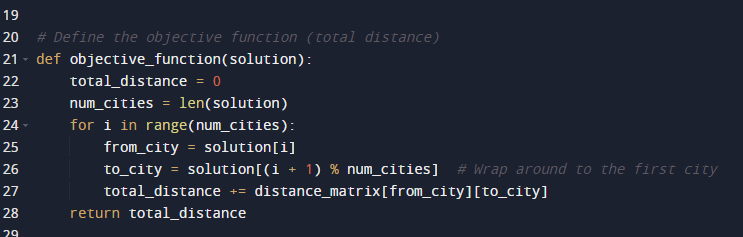 19
20 # Define the objective function (total distance)
21 def objective_function(solution):
22     total_distance = 0
23     num_cities = len(solution)
24     for i in range(num_cities):
25         from_city = solution[i]
26         to_city = solution[(i + 1) % num_cities]  # Wrap around to the first city
27         total_distance += distance_matrix[from_city][to_city]
28     return total_distance
29